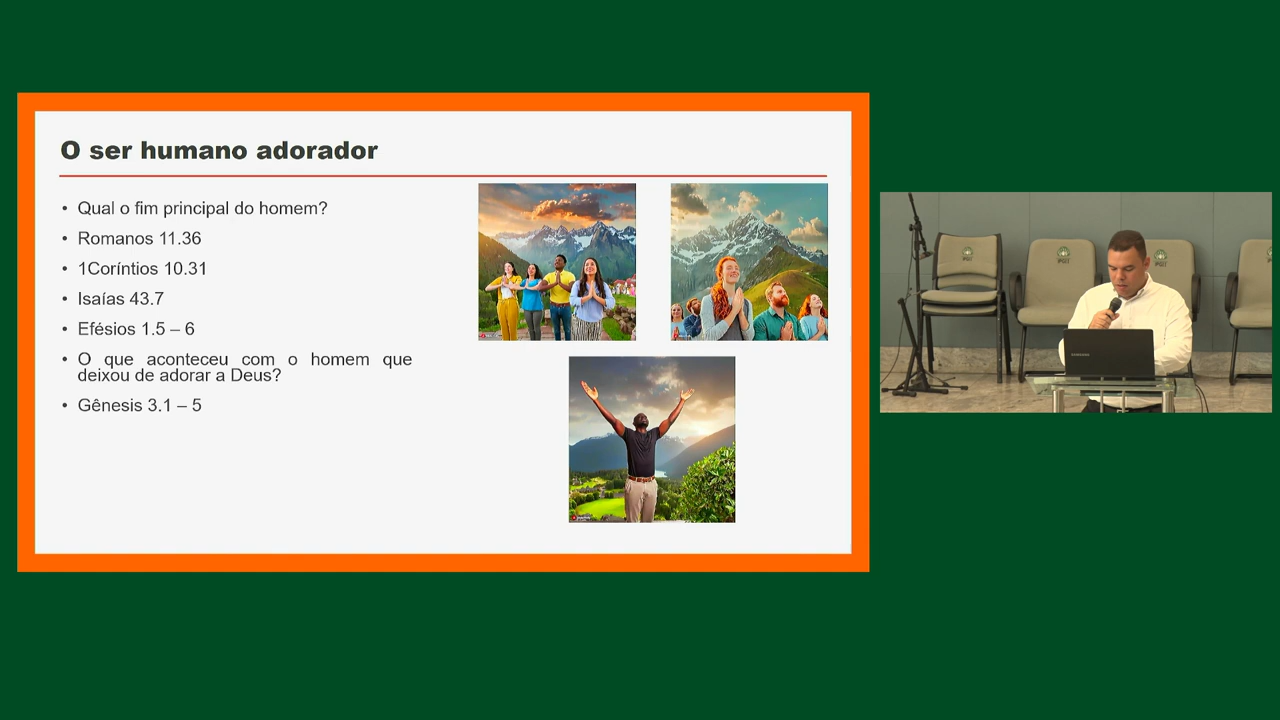 O ser humano adorador
• Qual o fim principal do homem?
• Romanos 11.36
• 1Coríntios 10.31
• Isaías 43.7
• Efésios 1.5 – 6
• O que aconteceu com o homem que
deixou de adorar a Deus?
• Gênesis 3.1 – 5
SAMSUNG